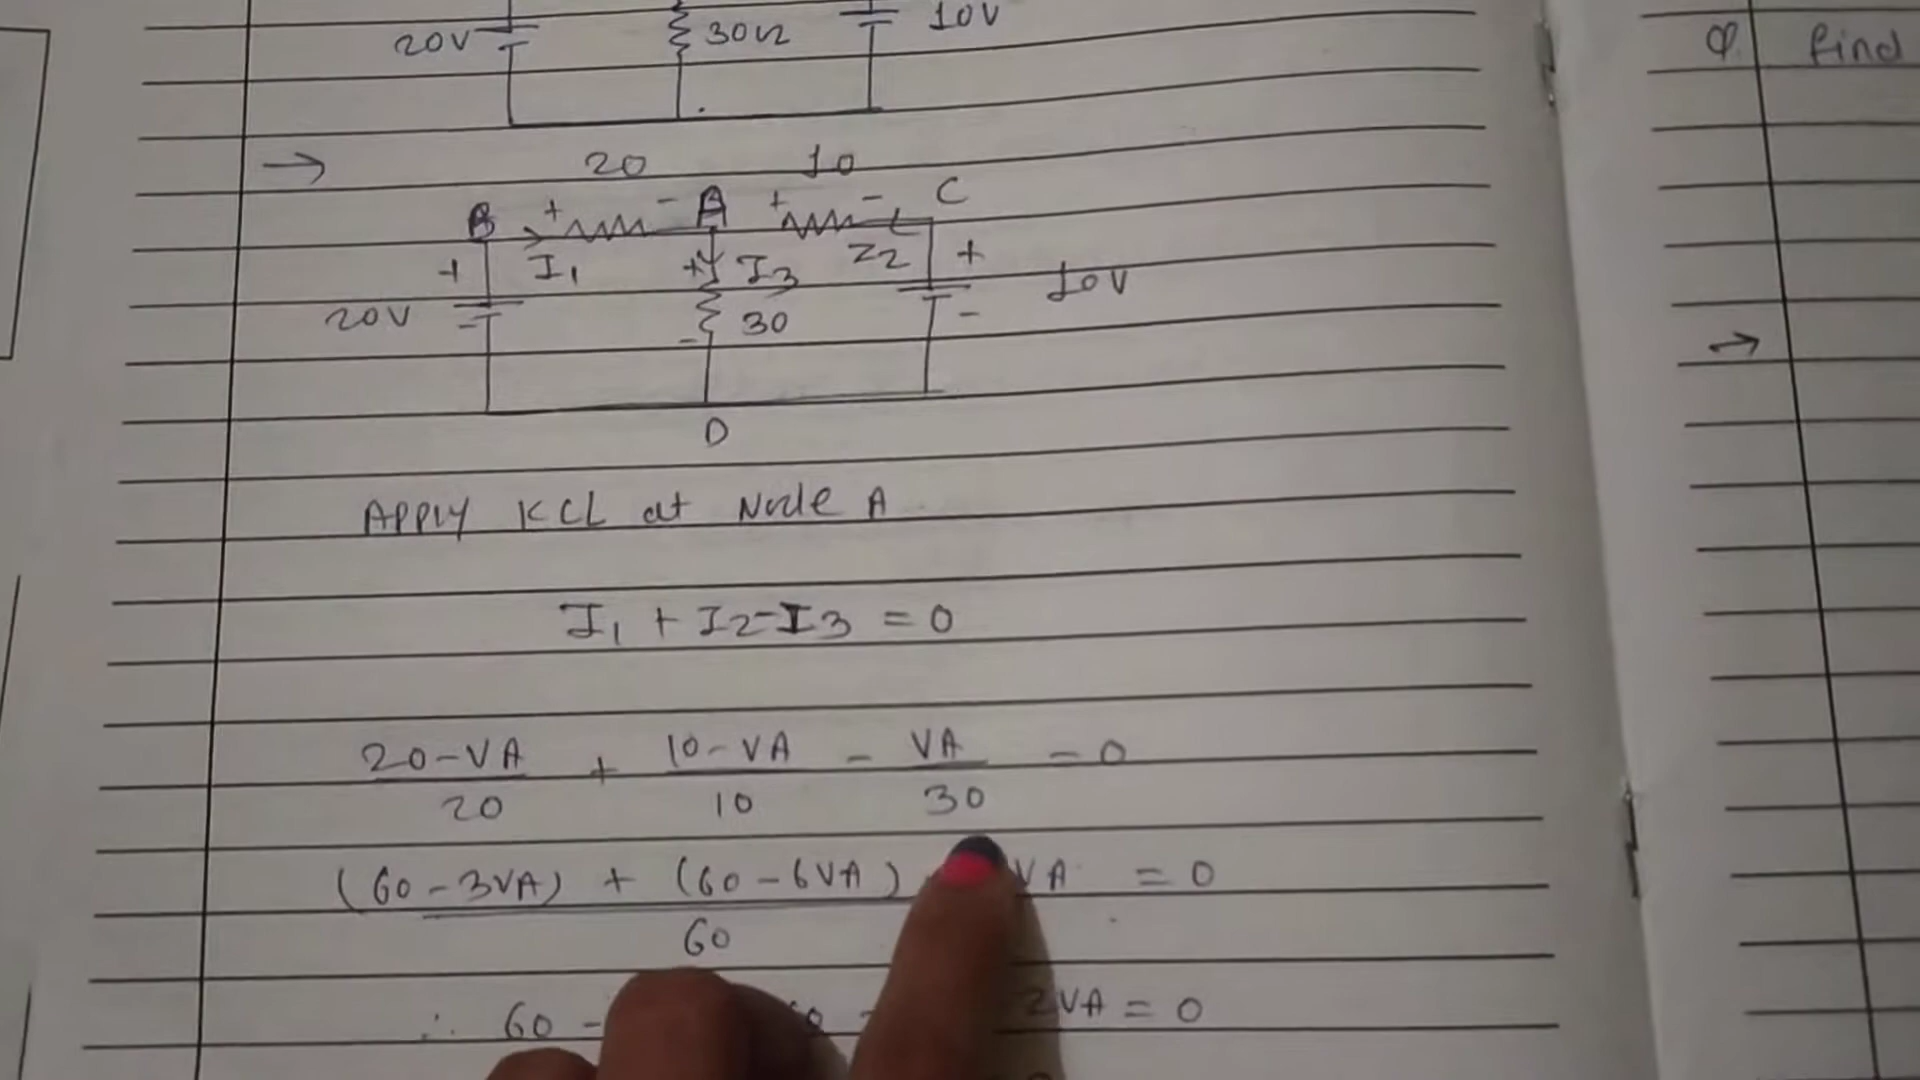 20V 30Ω 10V
Q find
→ 20 10
B + - A + - C
+ I₁ + I3 Z2 +
20V - 30 - 10V
-
→
D
APPLY KCL at Node A
I₁ + I2-I3 = 0
20-VA + 10-VA - VA - 0
20 10 30
(60-3VA) + (60-6VA) VA = 0
60
∴ 60 - 2VA = 0